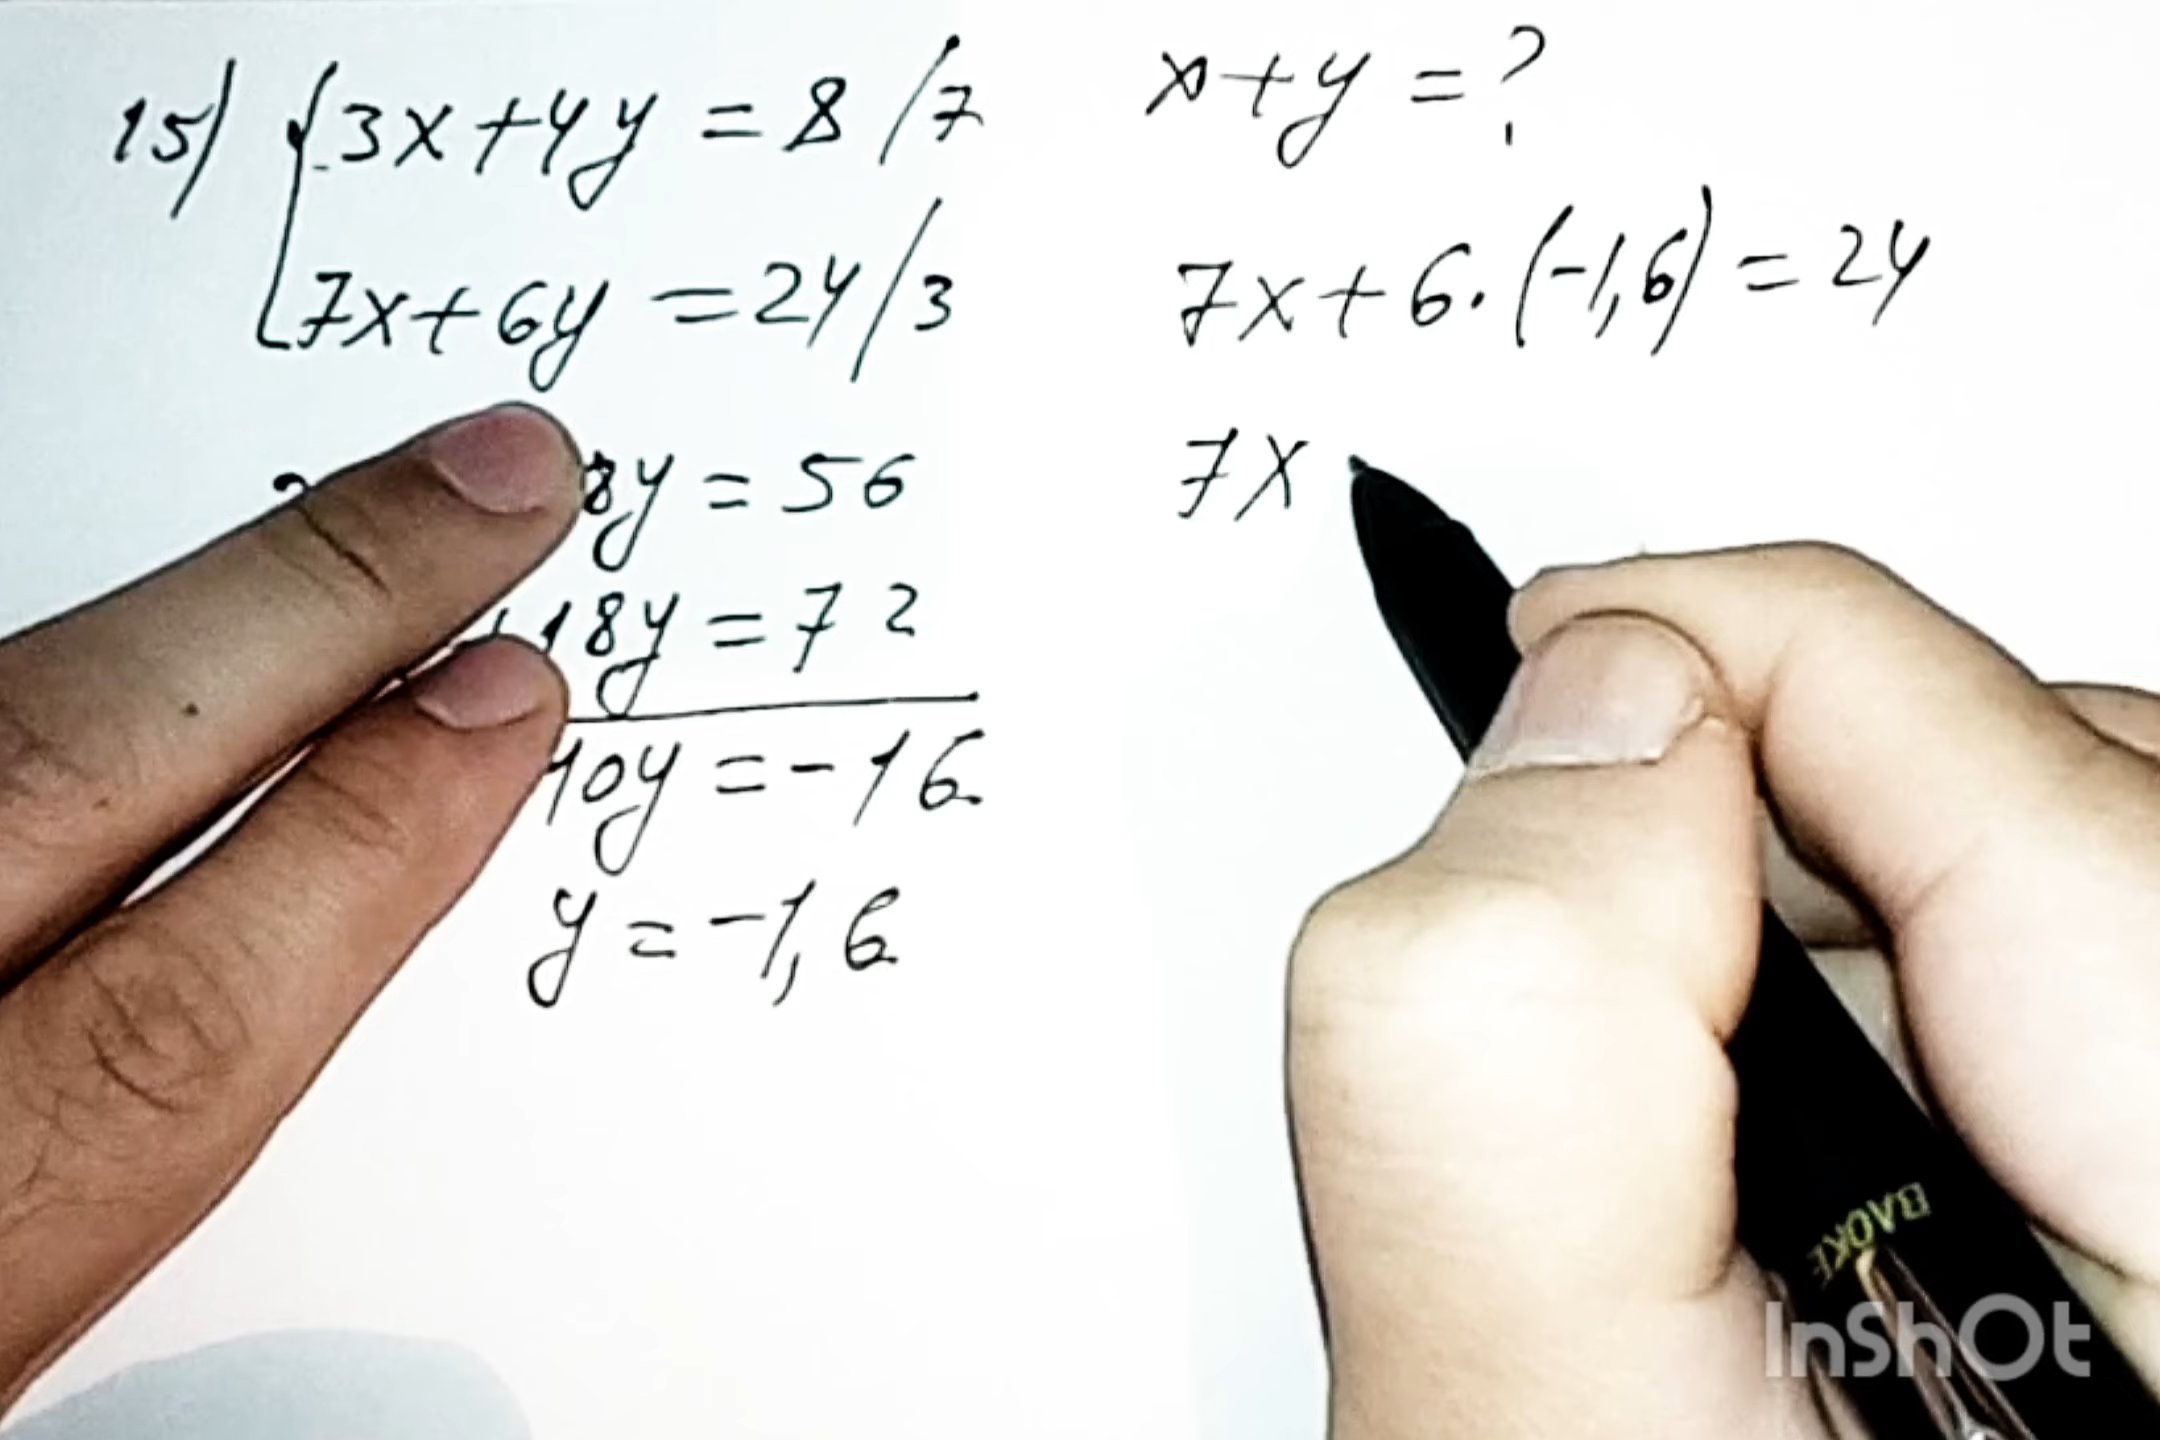 15) 3x+4y = 8 /7
7x+6y = 24 /3
8y = 56
+18y = 72
10y = -16
y = -1,6
x+y = ?
7x + 6 · (-1,6) = 24
7x
BAOKE
InShOt